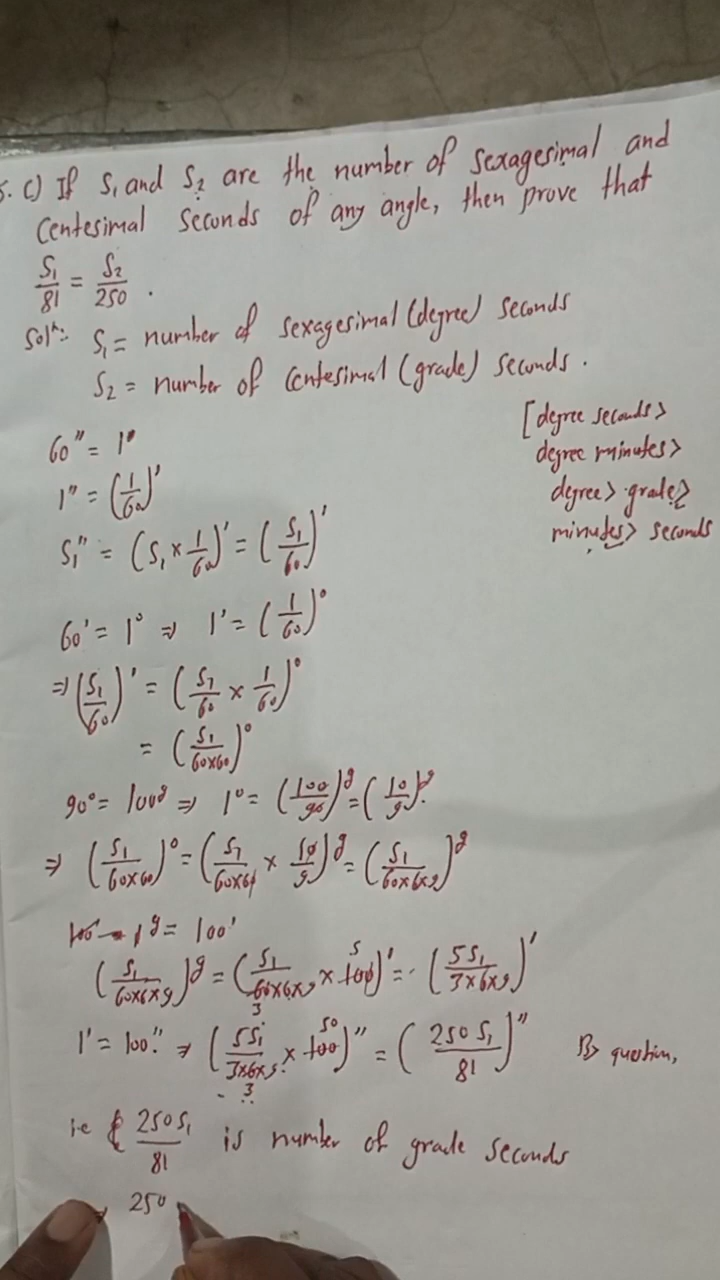 5. C) If S₁ and S₂ are the number of sexagesimal and
Centesimal seconds of any angle, then prove that
S₁/81 = S₂/250 .
Solⁿ: S₁ = number of sexagesimal (degree) seconds
S₂ = number of Centesimal (grade) seconds.
[degree seconds>
degree minutes>
degree> grade>
minutes> seconds
60" = 1'
1" = (1/60)'
S₁" = (S₁ × 1/60)' = (S₁/60)'
60' = 1° ⇒ 1' = (1/60)°
⇒ (S₁/60)' = (S₁/60 × 1/60)°
= (S₁/60×60)°
90° = 100g ⇒ 1° = (100/90)g = (10/9)g.
⇒ (S₁/60×60)° = (S₁/60×60 × 10/9)g = (S₁/60×6×9)g
1g = 100'
(S₁/60×6×9)g = (S₁/60×6×9 × 100)' = (5S₁/3×6×9)'
1' = 100" ⇒ (5S₁/3×6×9 × 100)" = (250S₁/81)" By question,
i.e 250S₁/81 is number of grade seconds
250